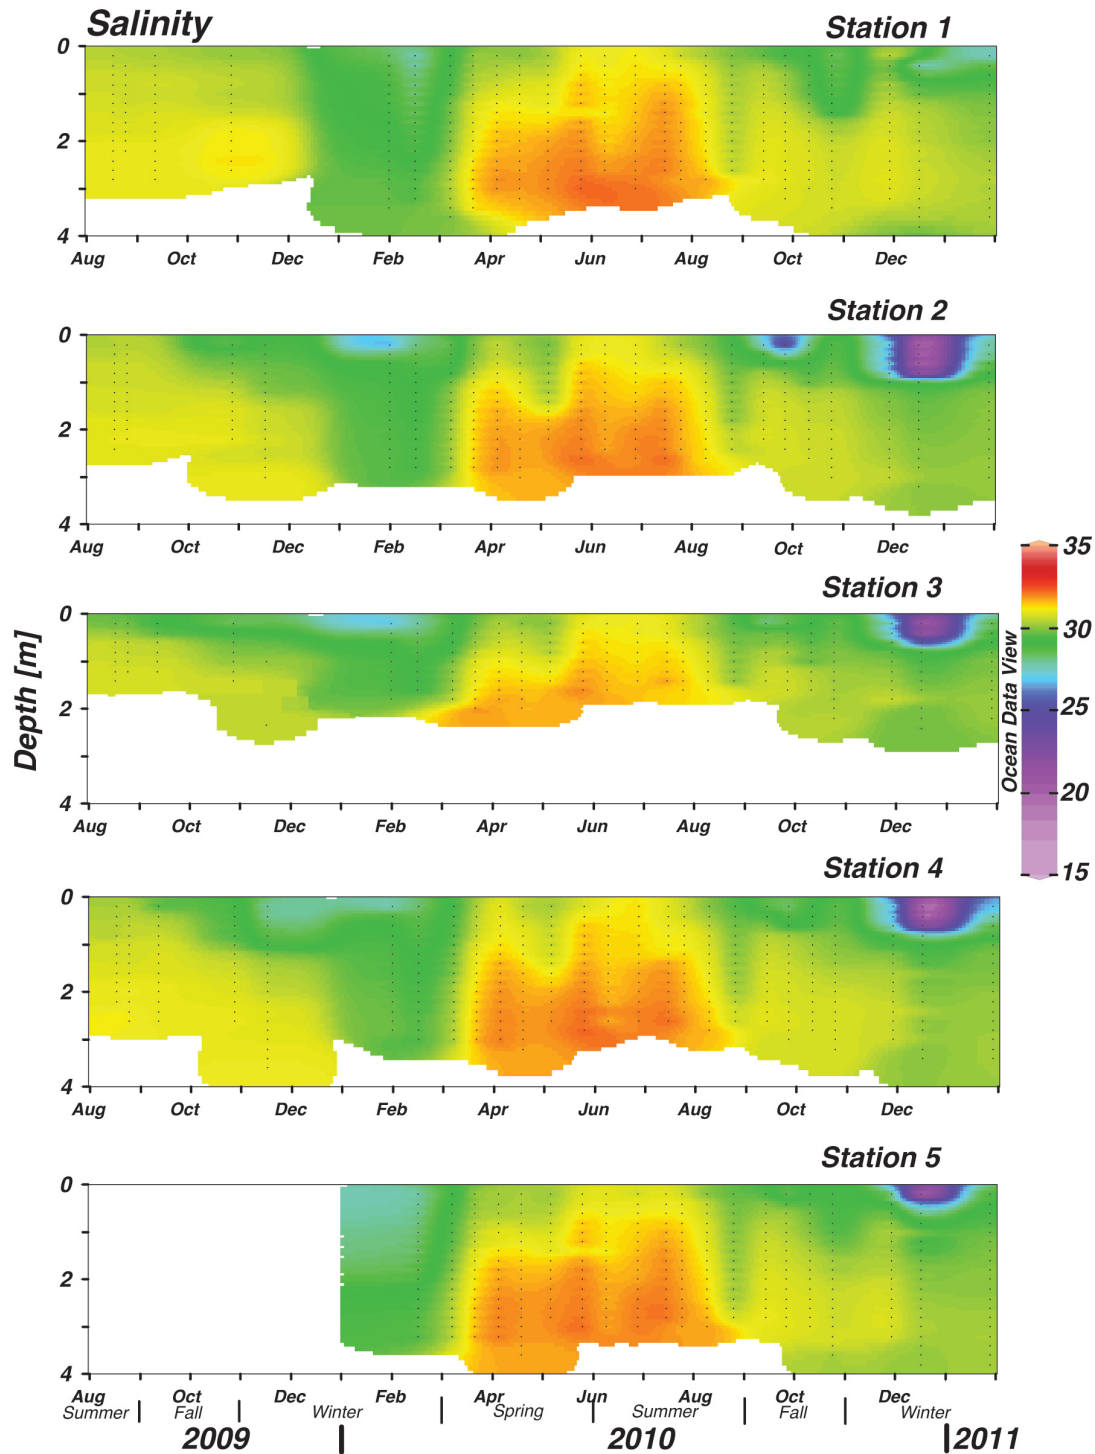 Salinity
Station 1
0
2
4
Aug Oct Dec Feb Apr Jun Aug Oct Dec
Station 2
0
2
4
Aug Oct Dec Feb Apr Jun Aug Oct Dec
Station 3
0
2
4
Aug Oct Dec Feb Apr Jun Aug Oct Dec
Depth [m]
35
30
25
20
15
Ocean Data View
Station 4
0
2
4
Aug Oct Dec Feb Apr Jun Aug Oct Dec
Station 5
0
2
4
Aug Oct Dec Feb Apr Jun Aug Oct Dec
Summer Fall Winter Spring Summer Fall Winter
2009 2010 2011